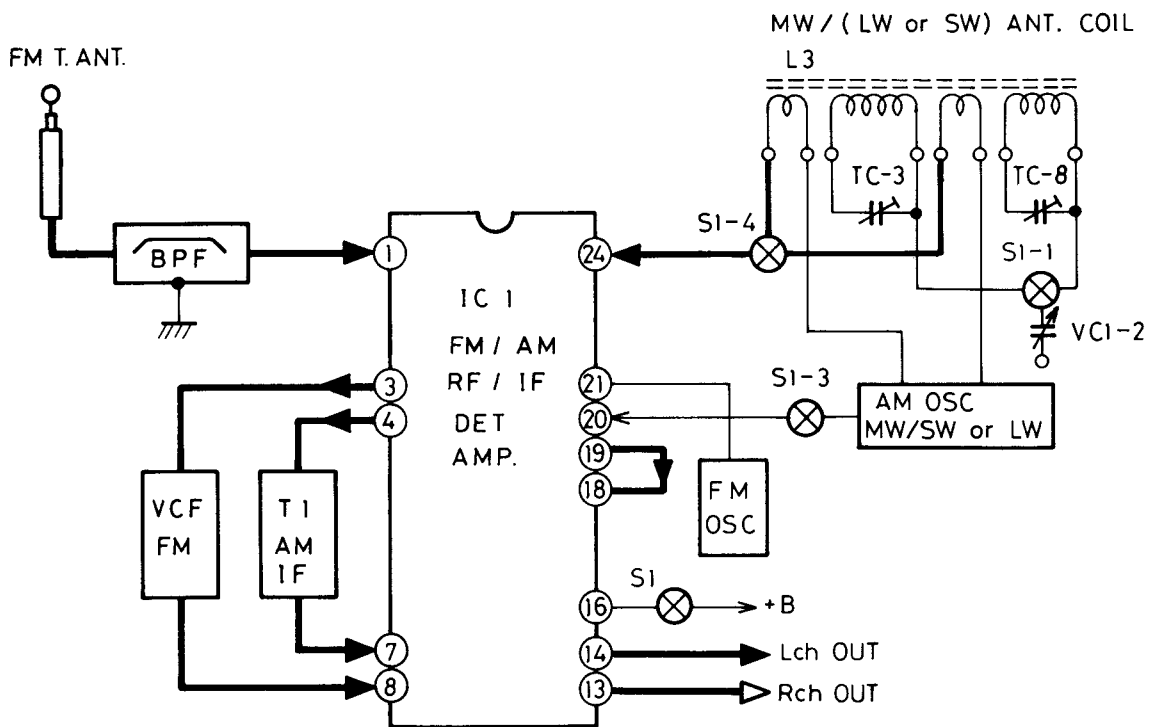 MW/(LW or SW) ANT. COIL
L3
FM T. ANT.
TC-3
TC-8
S1-4
S1-1
BPF
1
24
IC 1
FM/AM
RF/IF
DET
AMP.
VC1-2
3
4
21
20
19
18
S1-3
AM OSC
MW/SW or LW
VCF
FM
T1
AM
IF
FM
OSC
S1
16
+B
7
8
14
Lch OUT
13
Rch OUT